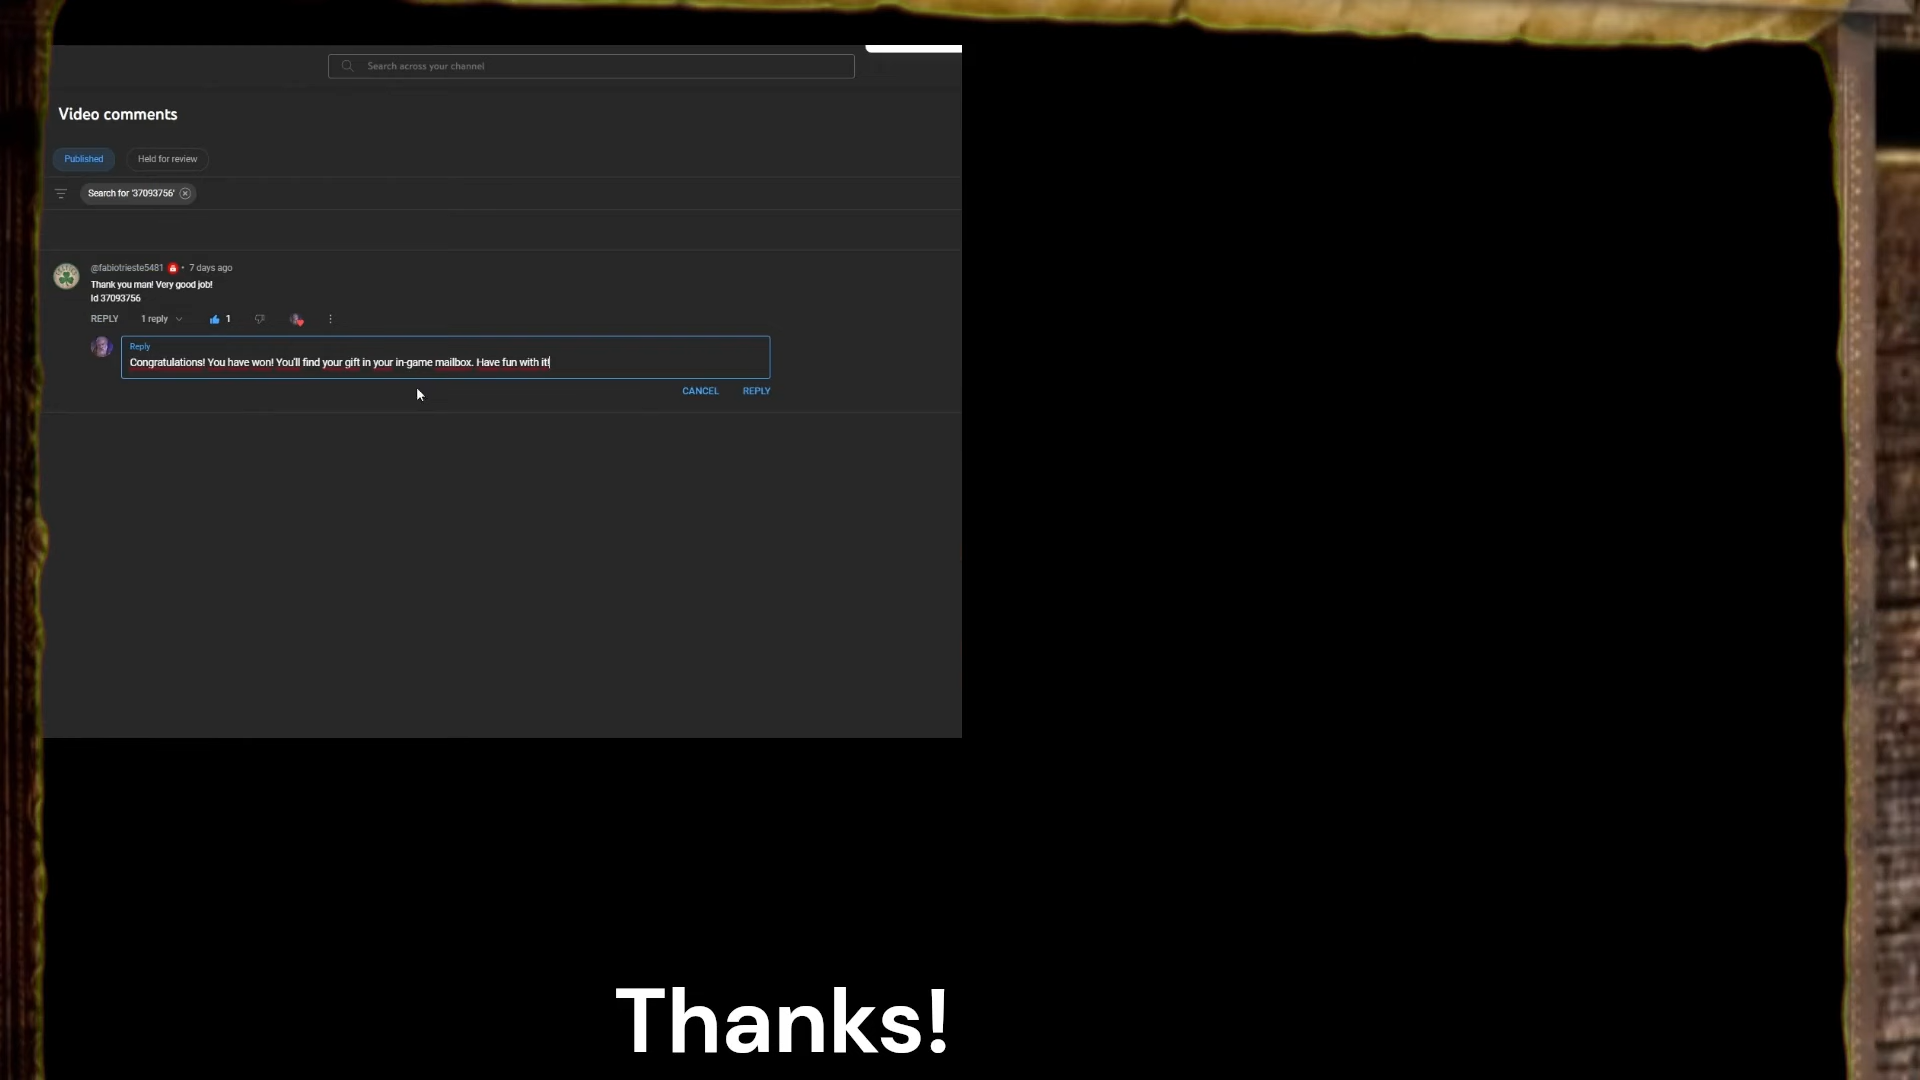 Search across your channel
Video comments
Published Held for review
Search for '37093756'
@fabiotrieste5481 • 7 days ago
Thank you man! Very good job!
Id 37093756
REPLY 1 reply 1
Reply
Congratulations! You have won! You'll find your gift in your in-game mailbox. Have fun with it!
CANCEL REPLY
Thanks!